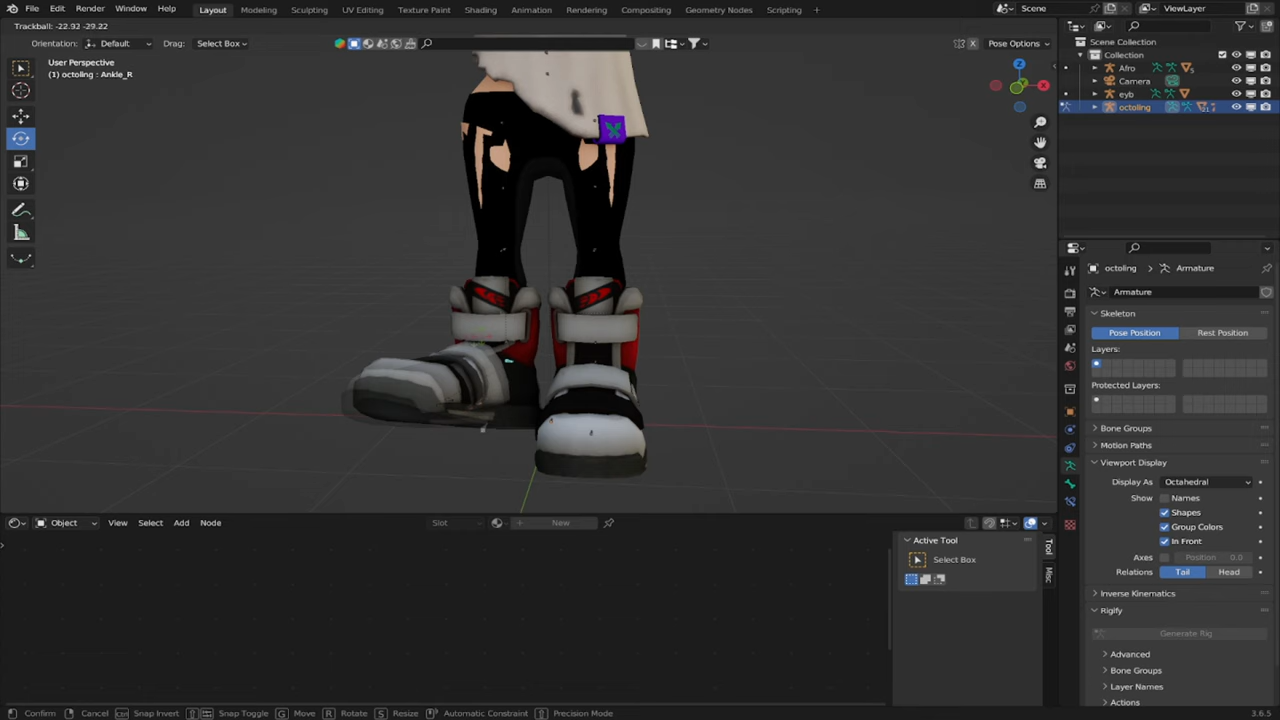 File Edit Render Window Help Layout Modeling Sculpting UV Editing Texture Paint Shading Animation Rendering Compositing Geometry Nodes Scripting + Scene ViewLayer
Trackball: -22.92 -29.22
Orientation: Default Drag: Select Box Pose Options
User Perspective
(1) octoling : Ankle_R
Z
X
Scene Collection
Collection
Afro
Camera
eyb
octoling
octoling > Armature
Armature
Skeleton
Pose Position Rest Position
Layers:
Protected Layers:
Bone Groups
Motion Paths
Viewport Display
Display As Octahedral
Show Names
Shapes
Group Colors
In Front
Axes Position 0.0
Relations Tail Head
Inverse Kinematics
Rigify
Generate Rig
Advanced
Bone Groups
Layer Names
Actions
Object View Select Add Node Slot + New
Active Tool
Select Box
Tool
Misc
Confirm Cancel Snap Invert Snap Toggle G Move R Rotate S Resize Automatic Constraint Precision Mode 3.6.5